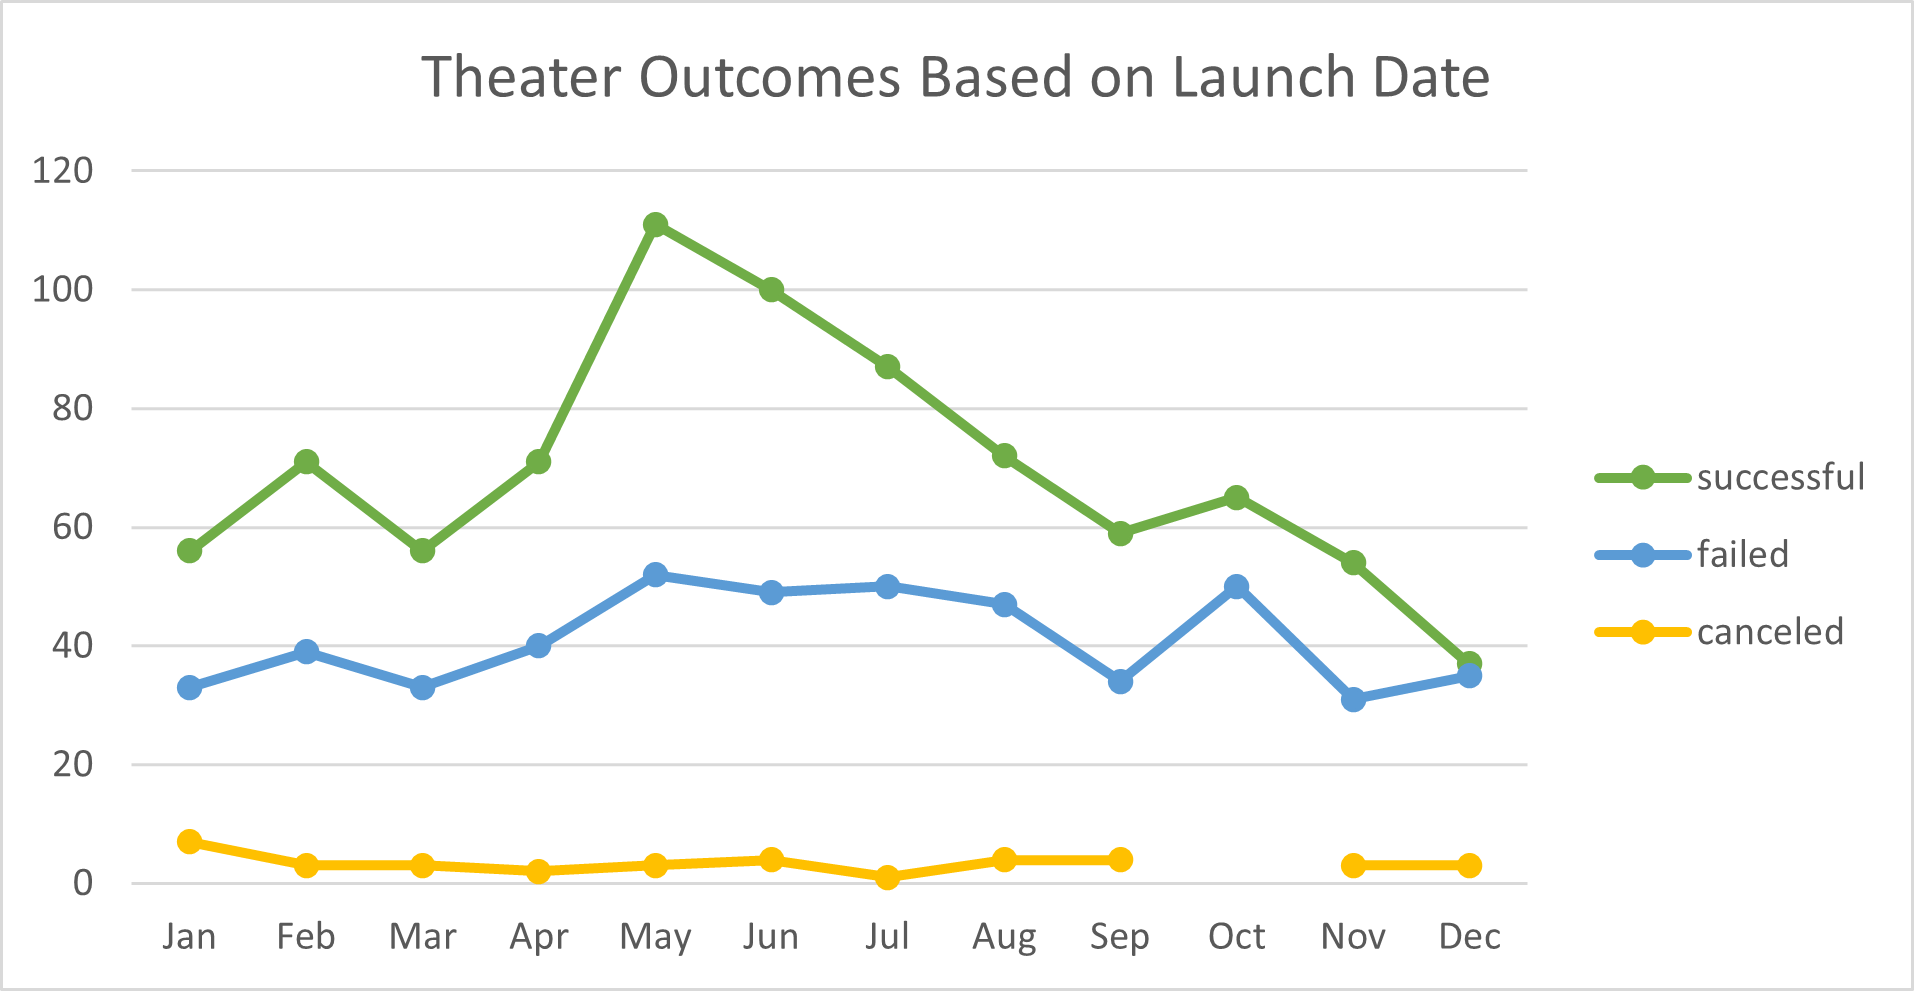 Theater Outcomes Based on Launch Date
120
100
80
60
40
20
0
Jan Feb Mar Apr May Jun Jul Aug Sep Oct Nov Dec
successful
failed
canceled